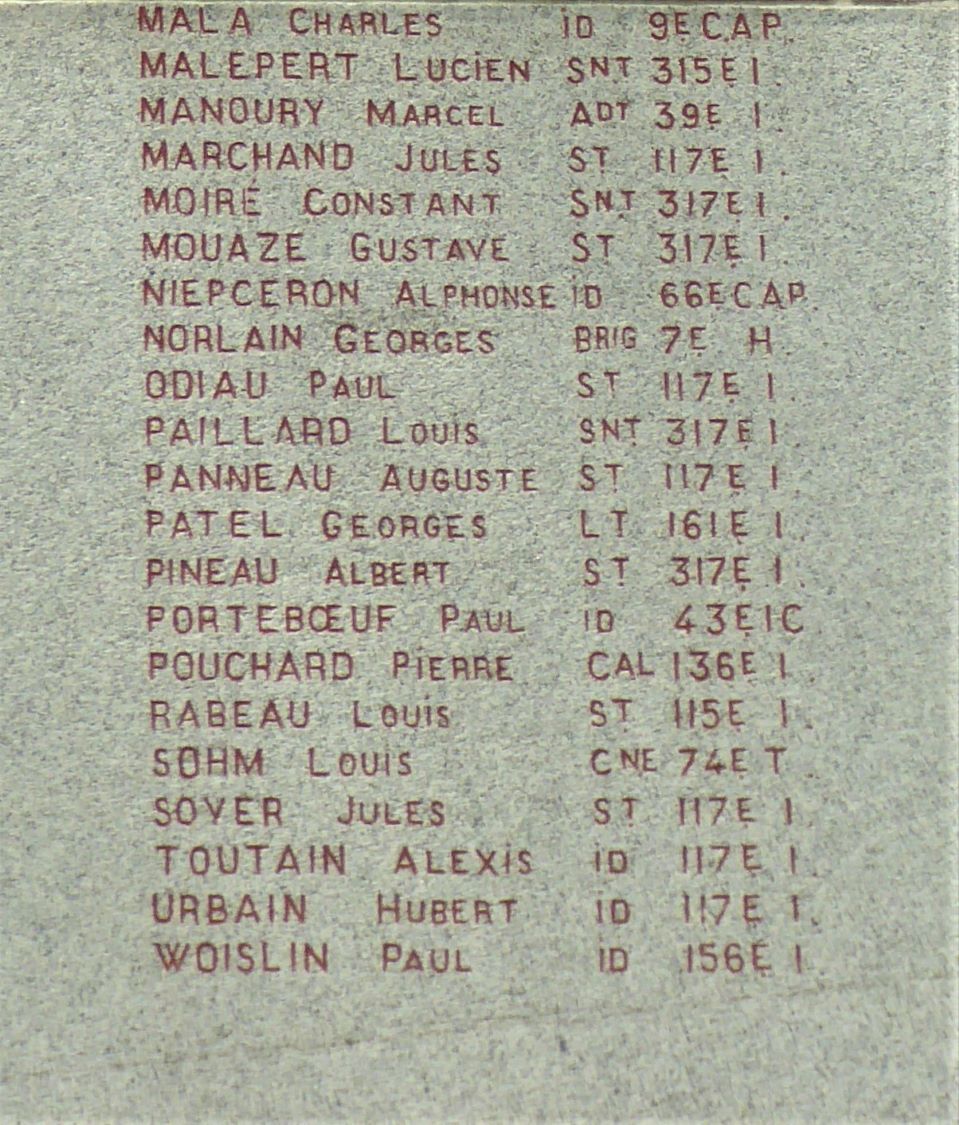 MALA CHARLES iD 9E C.A.P.
MALEPERT LUCiEN SNT 315E I.
MANOURY MARCEL ADT 39E I.
MARCHAND JULES ST 117E I.
MOIRÉ CONSTANT SNT 317E I.
MOUAZE GUSTAVE ST 317E I.
NIEPCERON ALPHONSE iD 66E C.A.P.
NORLAIN GEORGES BRIG 7E H.
ODIAU PAUL ST 117E I.
PAILLARD LOUiS SNT 317E I.
PANNEAU AUGUSTE ST 117E I.
PATEL GEORGES LT 161E I.
PINEAU ALBERT ST 317E I.
PORTEBŒUF PAUL iD 43E I C
POUCHARD PiERRE CAL 136E I.
RABEAU LOUiS ST 115E I.
SOHM LOUiS CNE 74E T.
SOYER JULES ST 117E I.
TOUTAIN ALEXiS iD 117E I.
URBAIN HUBERT iD 117E I.
WOISLIN PAUL iD 156E I.